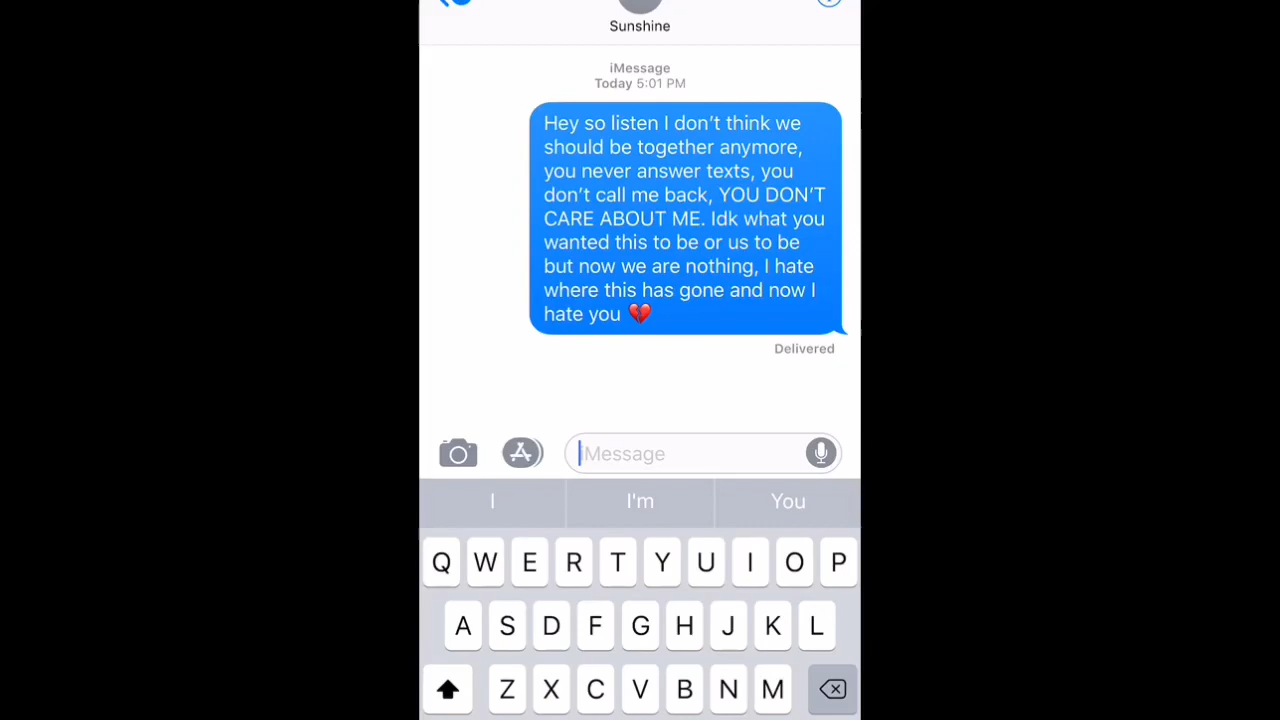 Sunshine
iMessage
Today 5:01 PM
Hey so listen I don't think we
should be together anymore,
you never answer texts, you
don't call me back, YOU DON'T
CARE ABOUT ME. Idk what you
wanted this to be or us to be
but now we are nothing, I hate
where this has gone and now I
hate you 💔
Delivered
iMessage
I I'm You
Q W E R T Y U I O P
A S D F G H J K L
Z X C V B N M